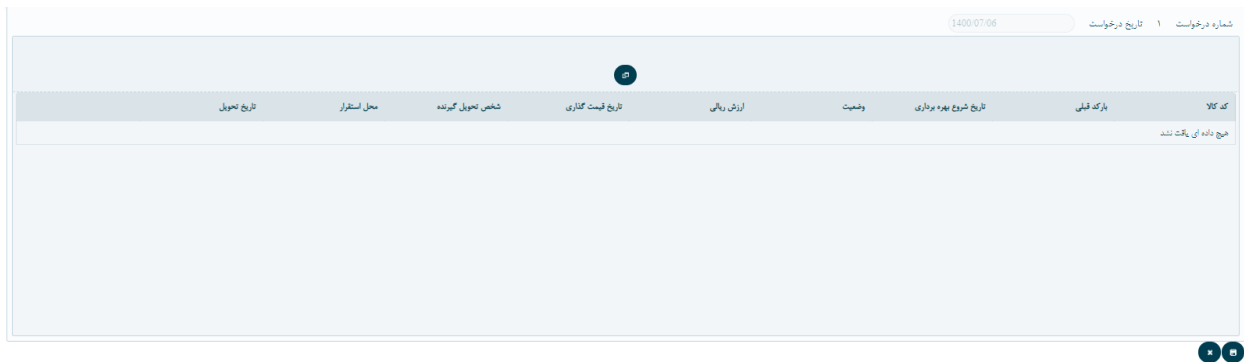 شماره درخواست ۱ تاریخ درخواست 1400/07/06
کد کالا بارکد قبلی تاریخ شروع بهره برداری وضعیت ارزش ریالی تاریخ قیمت گذاری شخص تحویل گیرنده محل استقرار تاریخ تحویل
هیچ داده ای یافت نشد